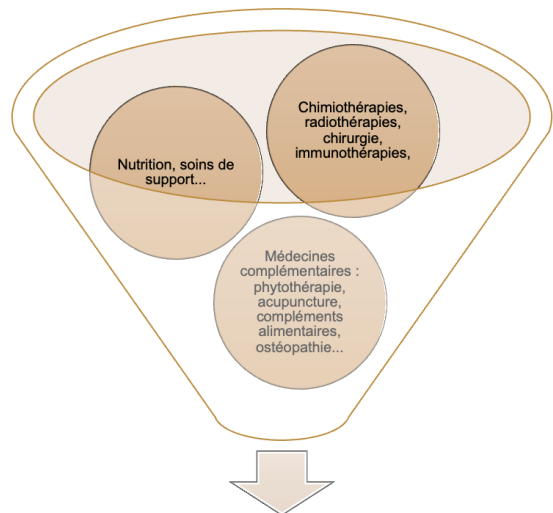 Chimiothérapies,
radiothérapies,
chirurgie,
immunothérapies,
Nutrition, soins de
support...
Médecines
complémentaires :
phytothérapie,
acupuncture,
compléments
alimentaires,
ostéopathie...